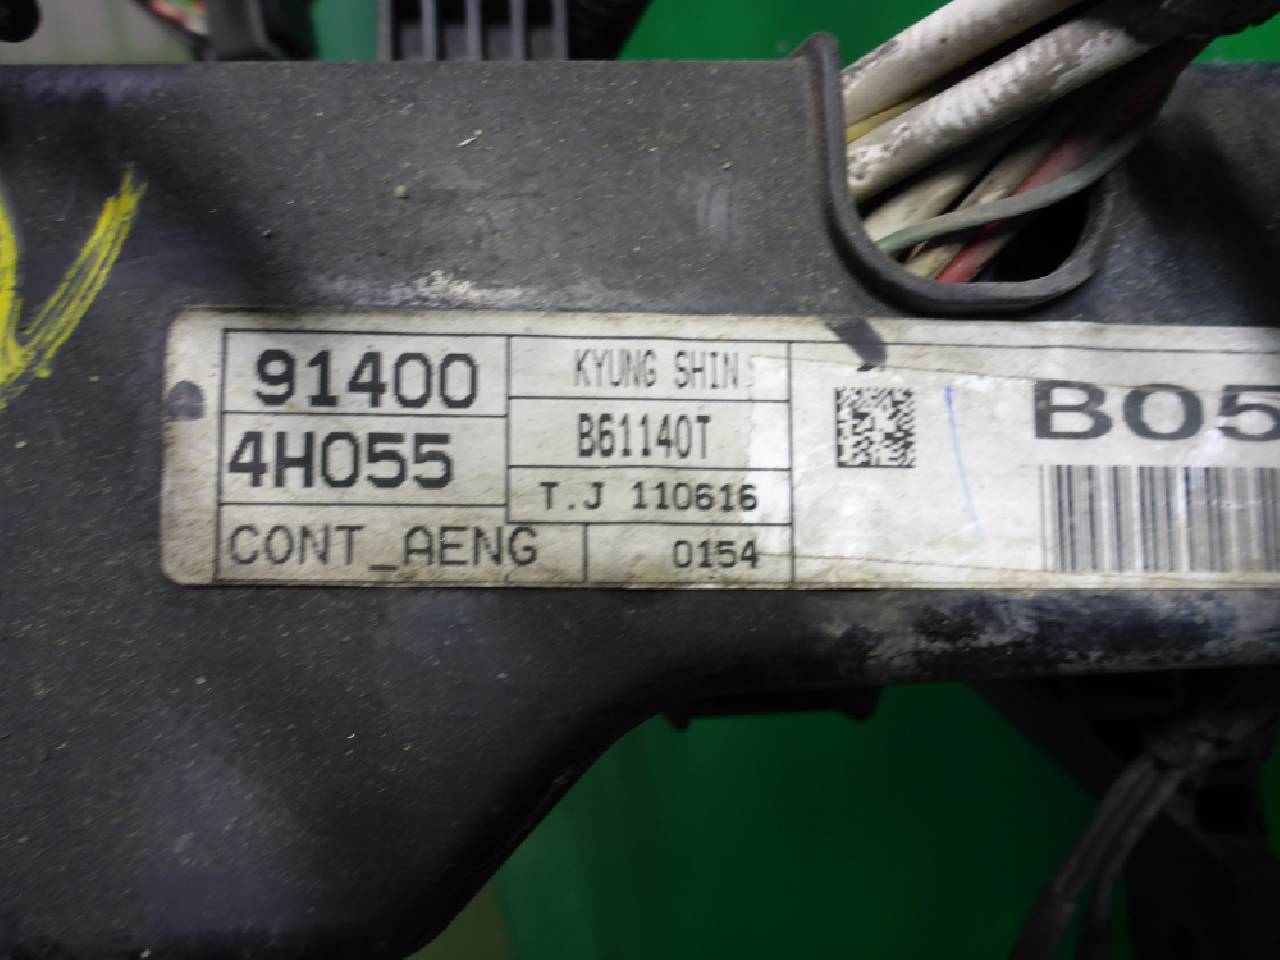 91400
4H055
CONT_AENG
KYUNG SHIN
B61140T
T.J 110616
0154
B05